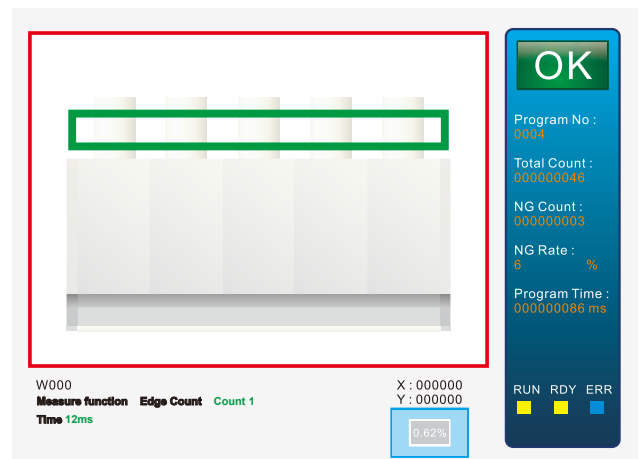 OK
Program No :
0004
Total Count :
000000046
NG Count :
000000003
NG Rate :
6 %
Program Time :
000000086 ms
RUN RDY ERR
W000
Measure function Edge Count Count 1
Time 12ms
X : 000000
Y : 000000
0.62%